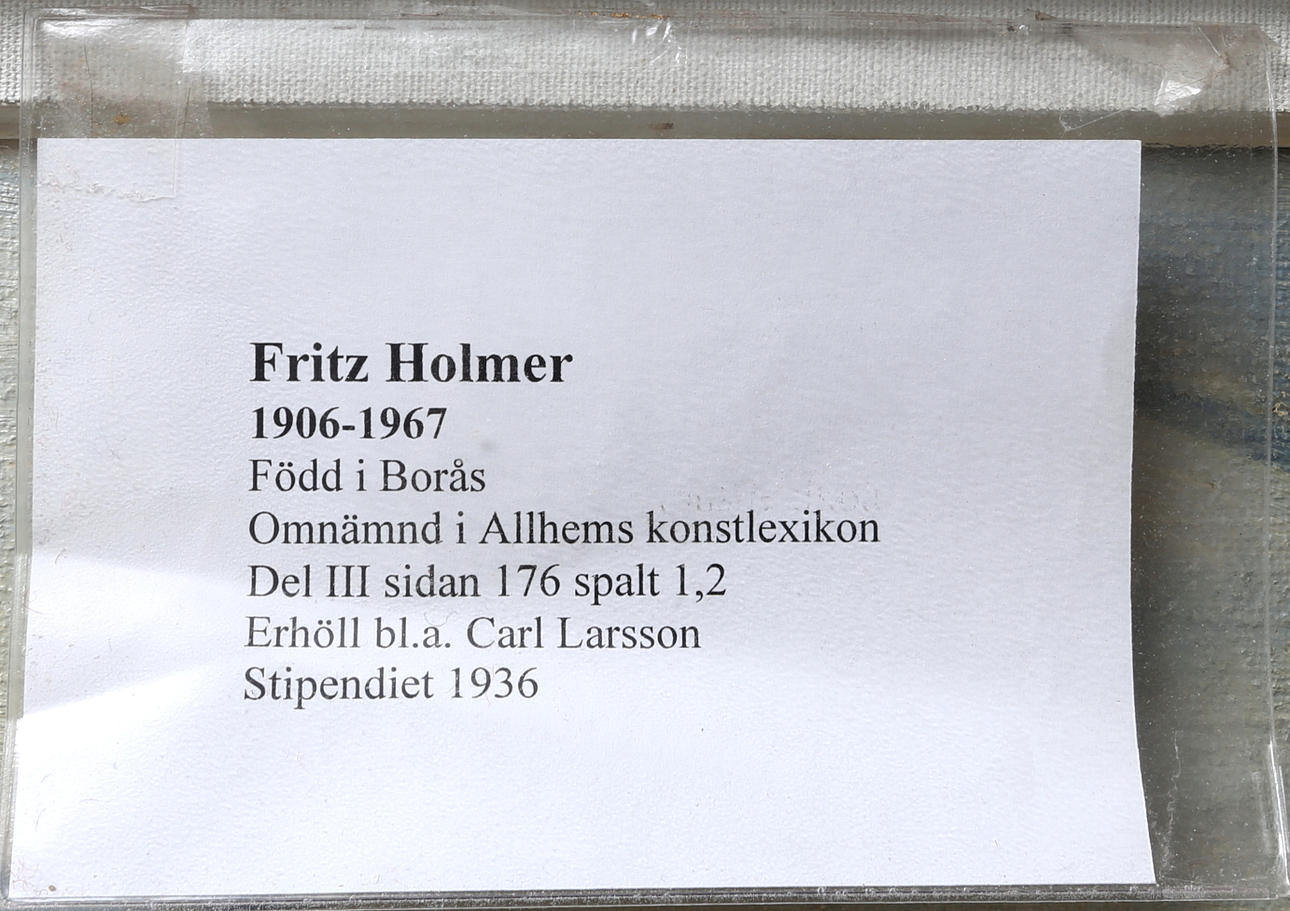 Fritz Holmer
1906-1967
Född i Borås
Omnämnd i Allhems konstlexikon
Del III sidan 176 spalt 1,2
Erhöll bl.a. Carl Larsson
Stipendiet 1936